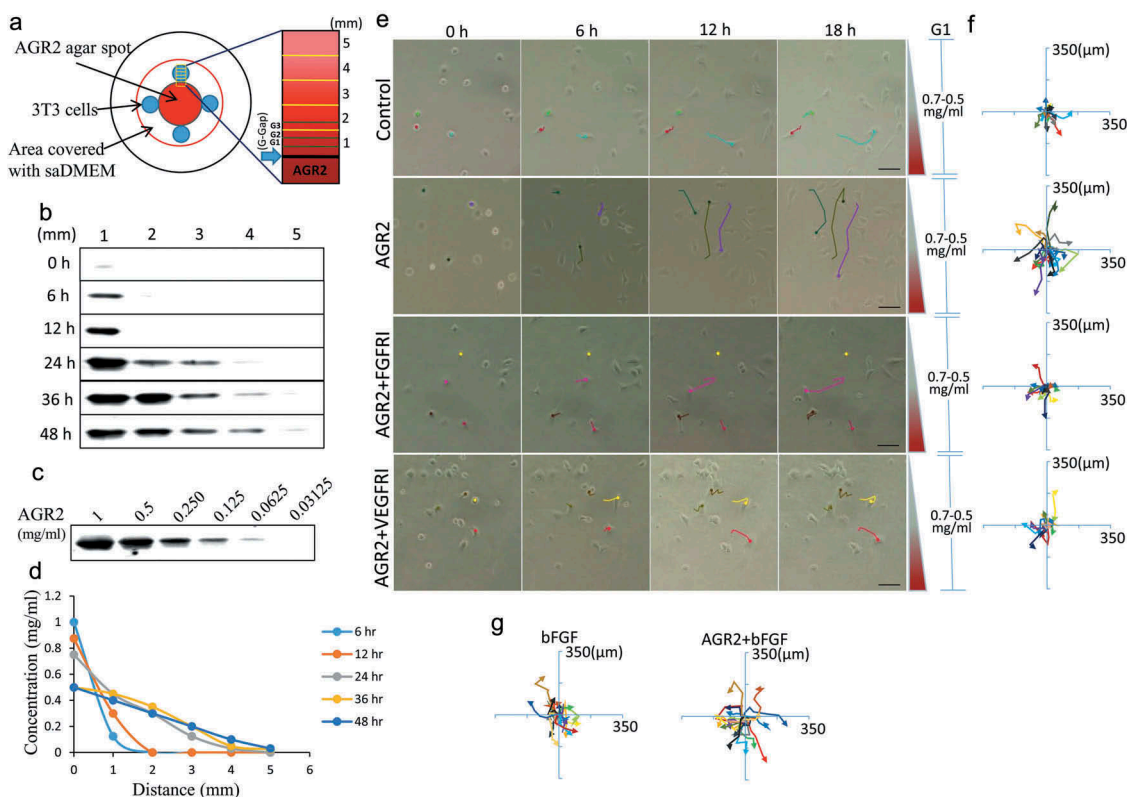 a
(mm)
AGR2 agar spot
3T3 cells
Area covered
with saDMEM
5
4
3
2
1
G3
G2
G1
(G-Gap)
AGR2
b
(mm) 1 2 3 4 5
0 h
6 h
12 h
24 h
36 h
48 h
c
AGR2
(mg/ml)
1 0.5 0.250 0.125 0.0625 0.03125
d
Concentration (mg/ml)
1.2
1
0.8
0.6
0.4
0.2
0
0 1 2 3 4 5 6
Distance (mm)
6 hr
12 hr
24 hr
36 hr
48 hr
e
0 h 6 h 12 h 18 h G1
Control
0.7-0.5
mg/ml
AGR2
0.7-0.5
mg/ml
AGR2+FGFRI
0.7-0.5
mg/ml
AGR2+VEGFRI
0.7-0.5
mg/ml
f
350(μm)
350
350(μm)
350
350(μm)
350
350(μm)
350
g
bFGF
350(μm)
350
AGR2+bFGF
350(μm)
350